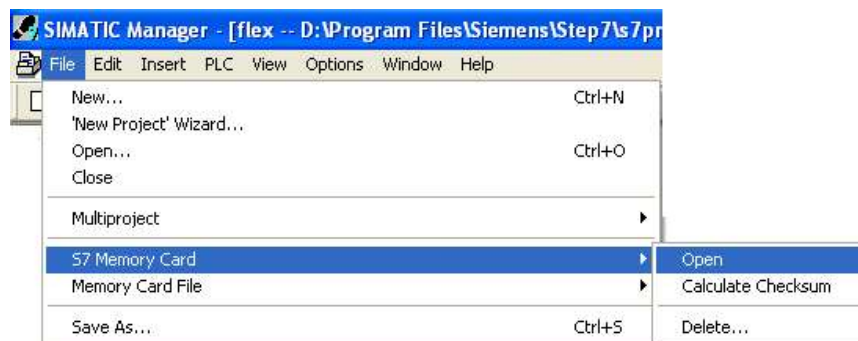 SIMATIC Manager - [flex -- D:\Program Files\Siemens\Step7\s7pr
File Edit Insert PLC View Options Window Help
New... Ctrl+N
'New Project' Wizard...
Open... Ctrl+O
Close
Multiproject
S7 Memory Card
Open
Memory Card File
Calculate Checksum
Save As... Ctrl+S
Delete...